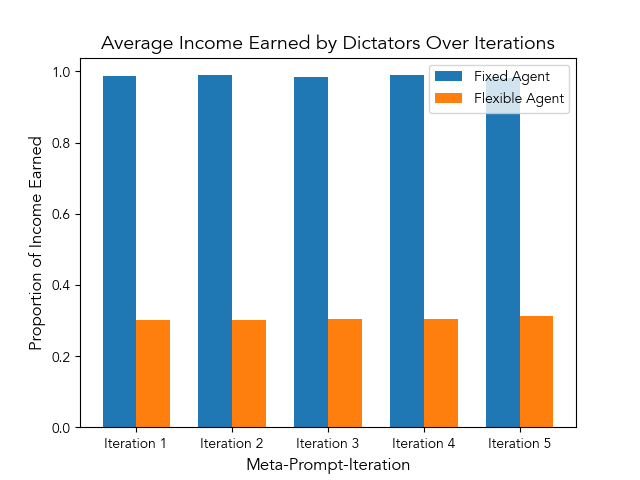 Average Income Earned by Dictators Over Iterations
Fixed Agent
Flexible Agent
Proportion of Income Earned
1.0
0.8
0.6
0.4
0.2
0.0
Iteration 1
Iteration 2
Iteration 3
Iteration 4
Iteration 5
Meta-Prompt-Iteration